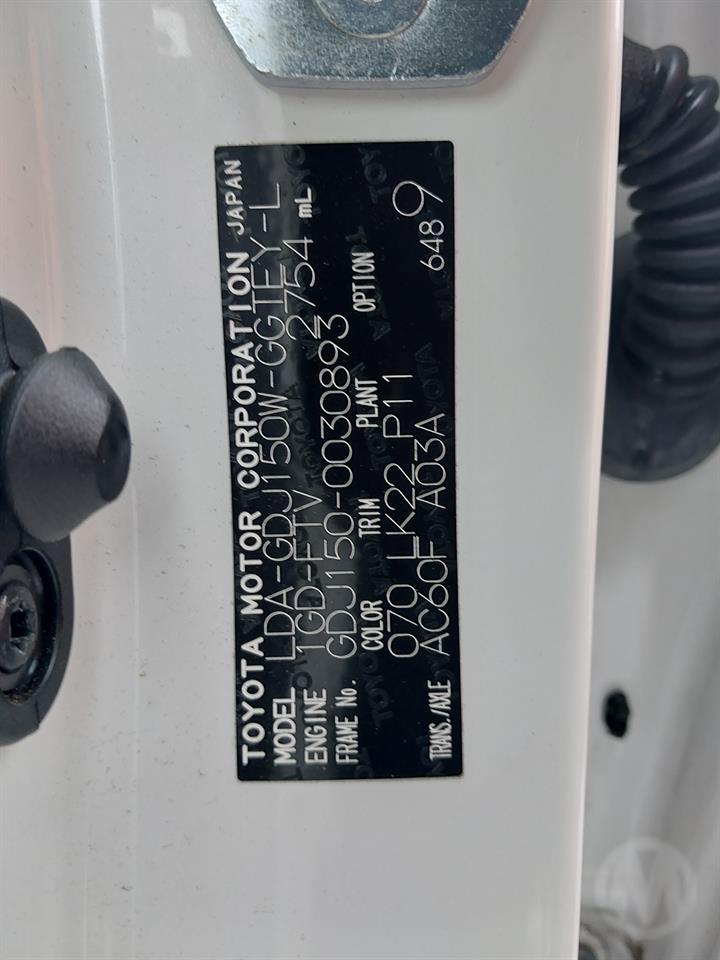 TOYOTA MOTOR CORPORATION JAPAN
MODEL LDA-GDJ150W-GGTEY-L
ENGINE 1GD-FTV 2754 mL
FRAME No. GDJ150-0030893
COLOR TRIM PLANT OPTION
070 LK22 P11
TRANS./AXLE AC60F A03A 648 9